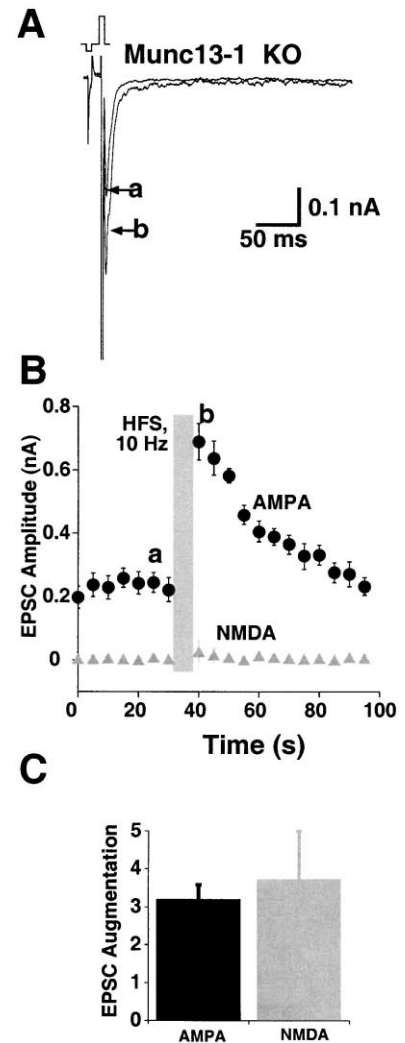 A
Munc13-1 KO
a
b
0.1 nA
50 ms
B
0.8
0.6
0.4
0.2
0
EPSC Amplitude (nA)
HFS,
10 Hz
b
a
AMPA
NMDA
0 20 40 60 80 100
Time (s)
C
5
4
3
2
1
0
EPSC Augmentation
AMPA NMDA